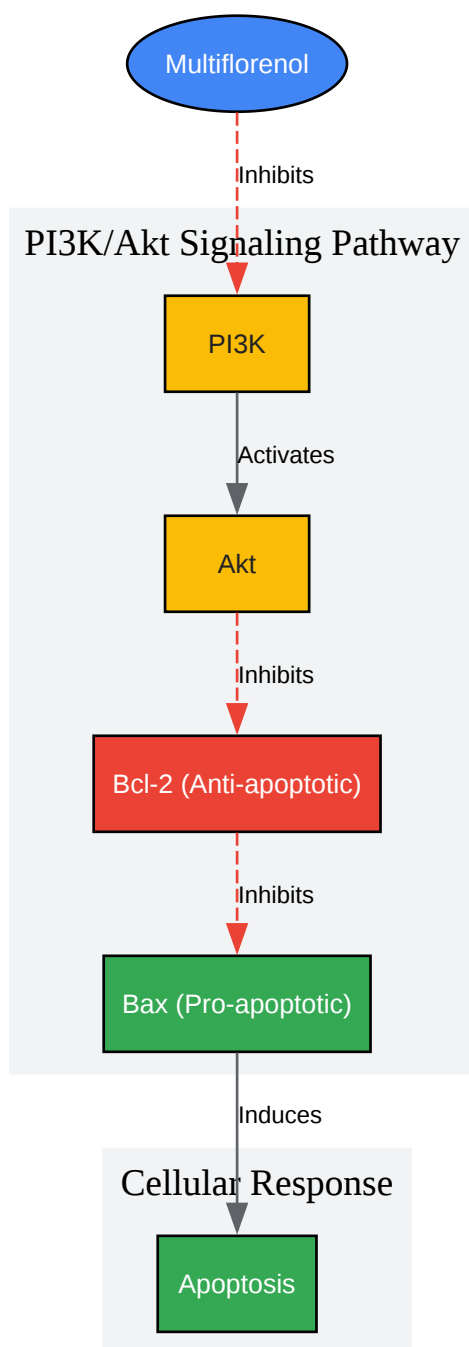 Multiflorenol
Inhibits
PI3K/Akt Signaling Pathway
PI3K
Activates
Akt
Inhibits
Bcl-2 (Anti-apoptotic)
Inhibits
Bax (Pro-apoptotic)
Induces
Cellular Response
Apoptosis